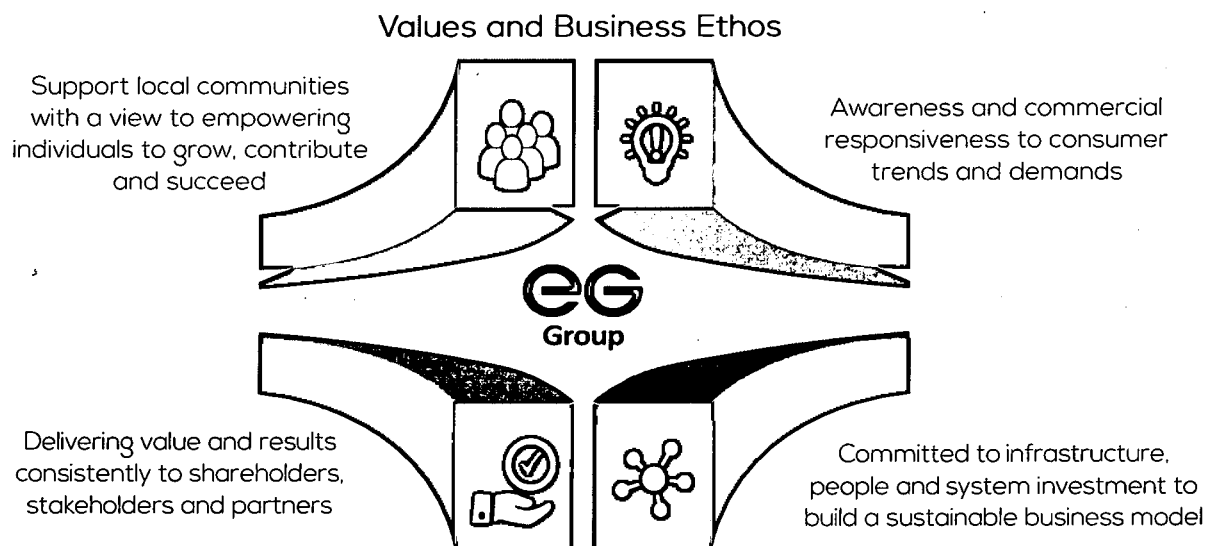 Values and Business Ethos
Support local communities
with a view to empowering
individuals to grow, contribute
and succeed
Awareness and commercial
responsiveness to consumer
trends and demands
eG
Group
Delivering value and results
consistently to shareholders,
stakeholders and partners
Committed to infrastructure,
people and system investment to
build a sustainable business model